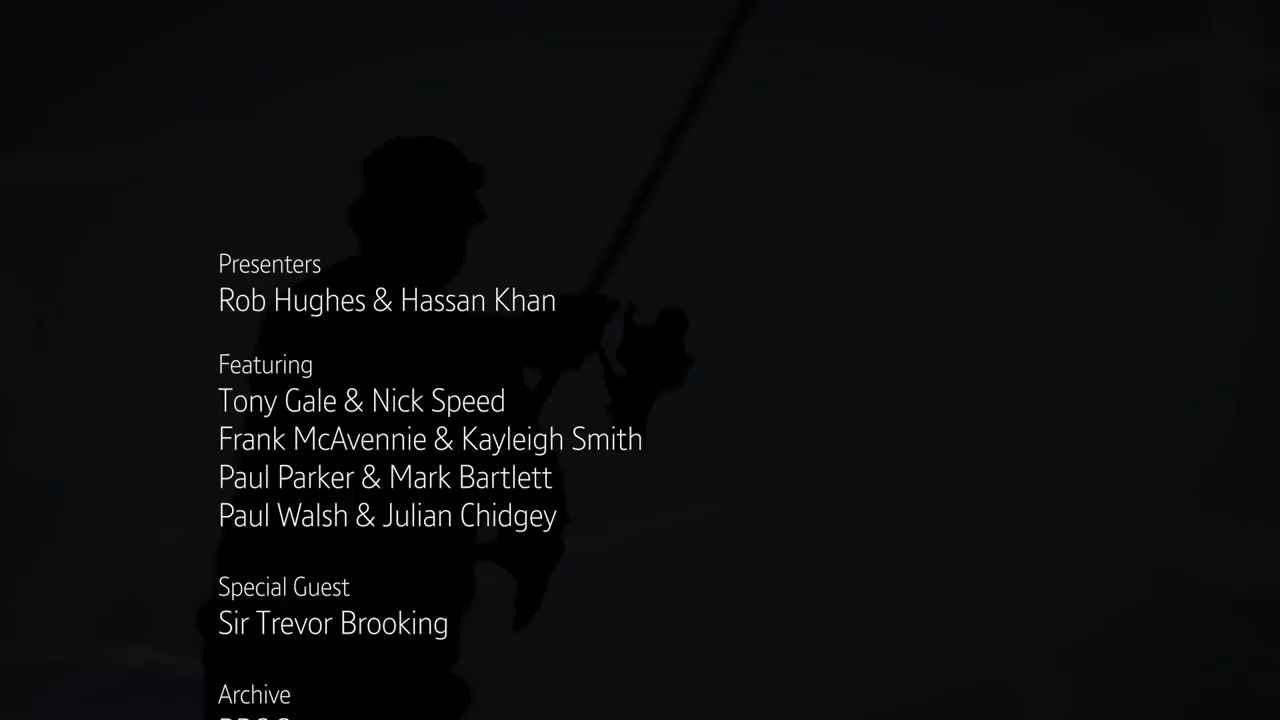 Presenters
Rob Hughes & Hassan Khan
Featuring
Tony Gale & Nick Speed
Frank McAvennie & Kayleigh Smith
Paul Parker & Mark Bartlett
Paul Walsh & Julian Chidgey
Special Guest
Sir Trevor Brooking
Archive